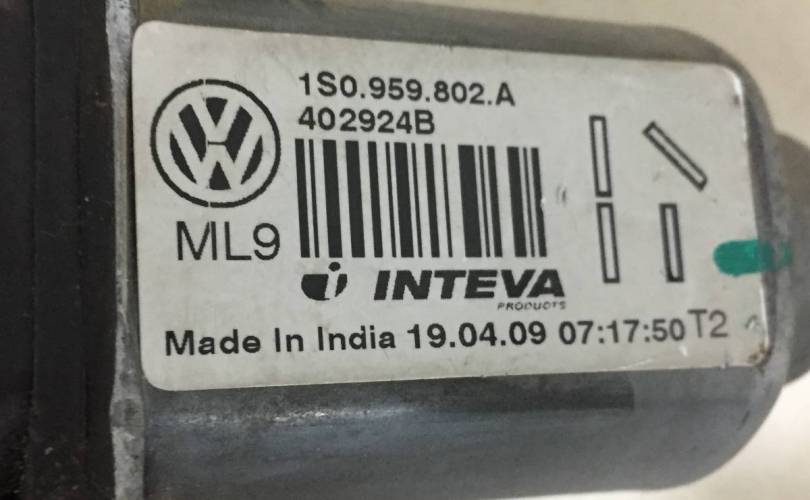 1S0.959.802.A
402924B
ML9
INTEVA
PRODUCTS
Made In India 19.04.09 07:17:50 T2